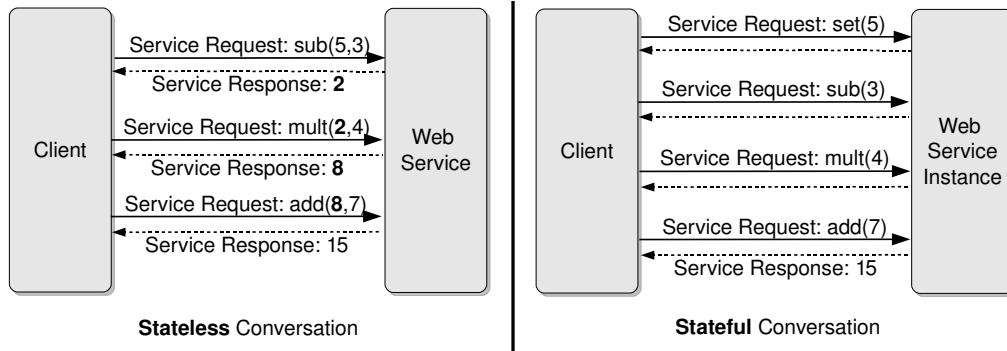 Service Request: sub(5,3)
Service Response: 2
Service Request: mult(2,4)
Service Response: 8
Service Request: add(8,7)
Service Response: 15
Client
Web
Service
Stateless Conversation
Service Request: set(5)
Service Request: sub(3)
Service Request: mult(4)
Service Request: add(7)
Service Response: 15
Client
Web
Service
Instance
Stateful Conversation